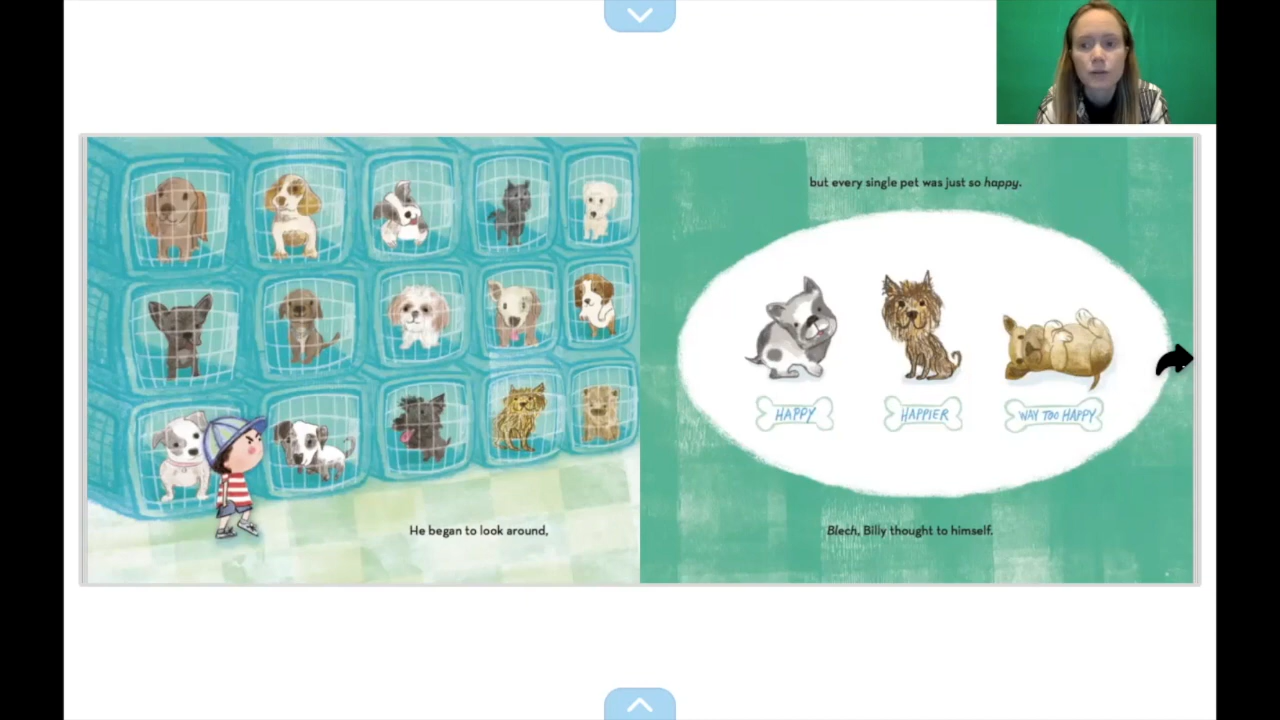 He began to look around,
but every single pet was just so happy.
HAPPY
HAPPIER
WAY TOO HAPPY
Blech, Billy thought to himself.